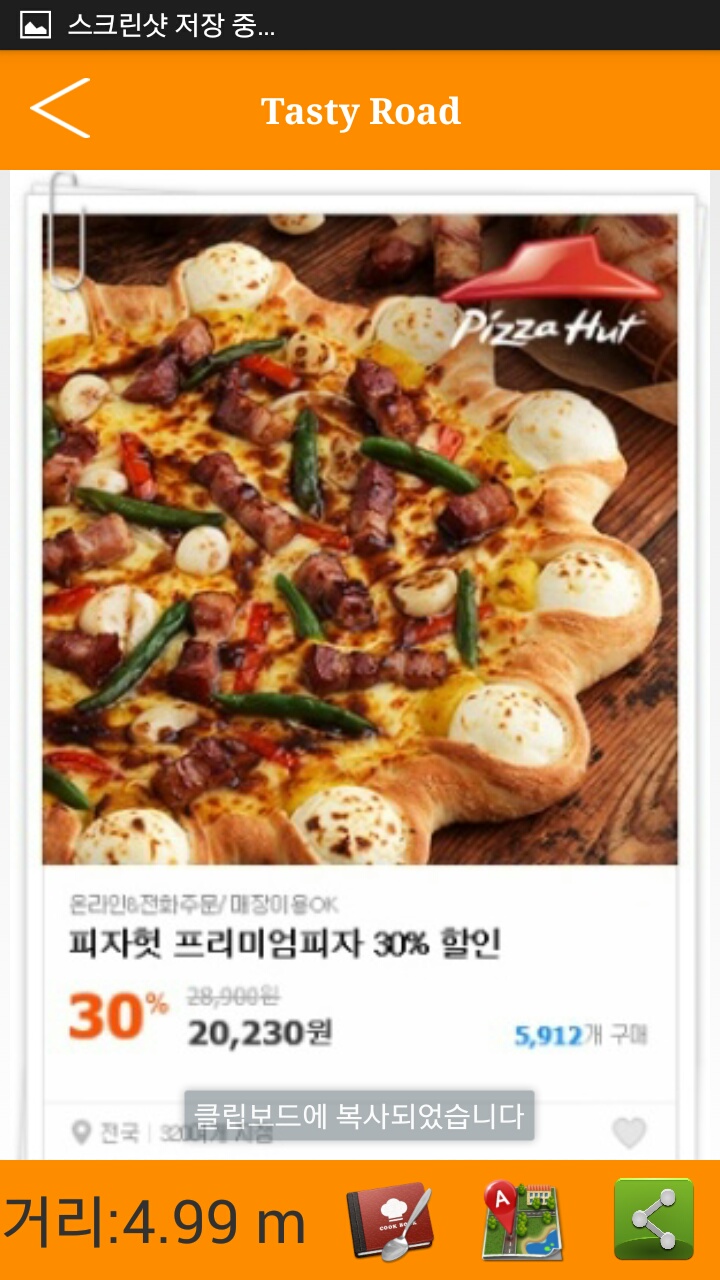 스크린샷 저장 중...
Tasty Road
Pizza Hut
온라인&전화주문/ 매장이용OK
피자헛 프리미엄피자 30% 할인
30%
28,900원
20,230원
5,912개 구매
클립보드에 복사되었습니다
전국 | 320여개 지점
거리:4.99 m
COOK BOOK
A